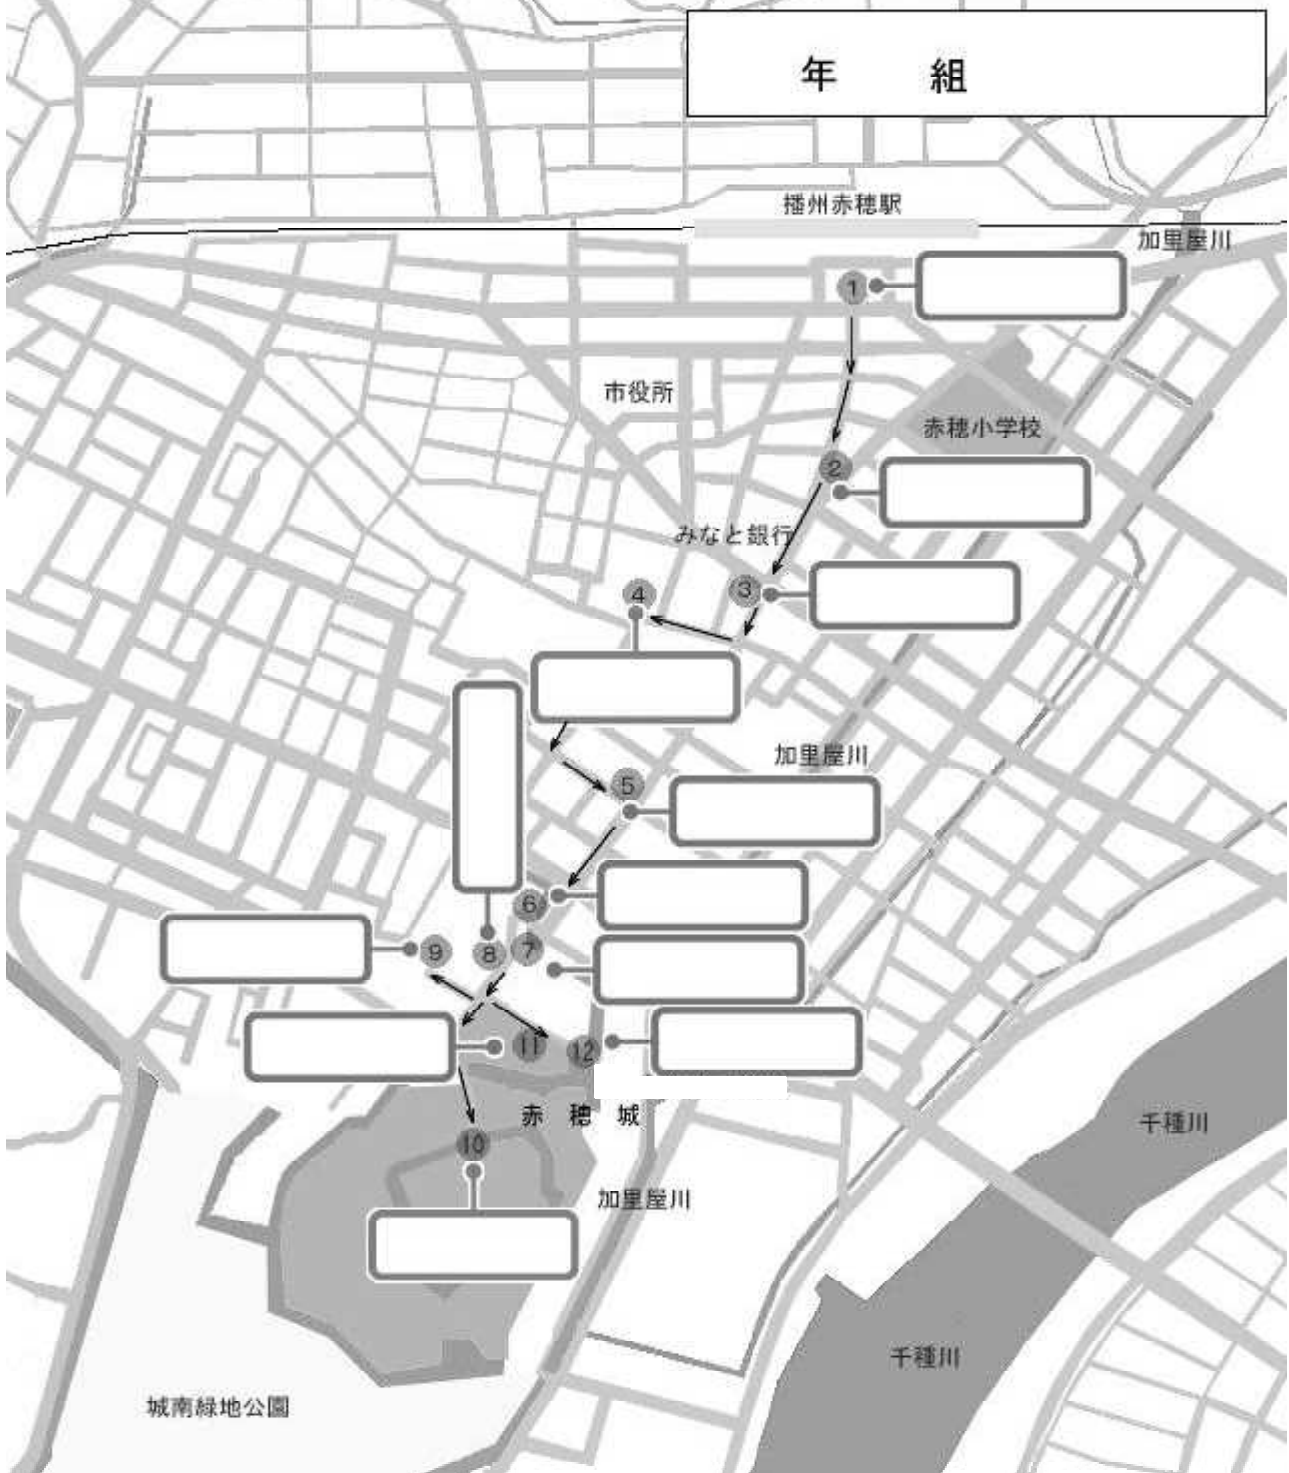 年 組
播州赤穂駅
加里屋川
①
市役所
赤穂小学校
②
みなと銀行
③
④
加里屋川
⑤
⑥
⑦
⑧
⑨
⑪
⑫
赤穂城
⑩
千種川
加里屋川
千種川
城南緑地公園